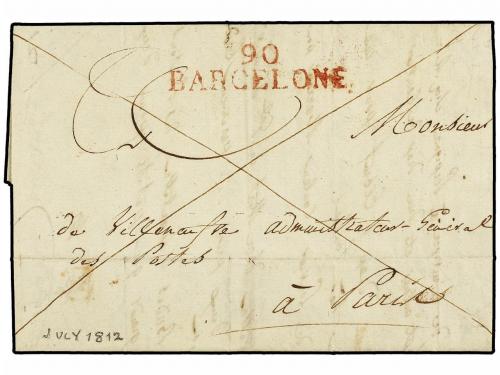 90
BARCELONE
Monsieur
de Villeneufve administrateur-Général
des Postes
à Paris
JULY 1812